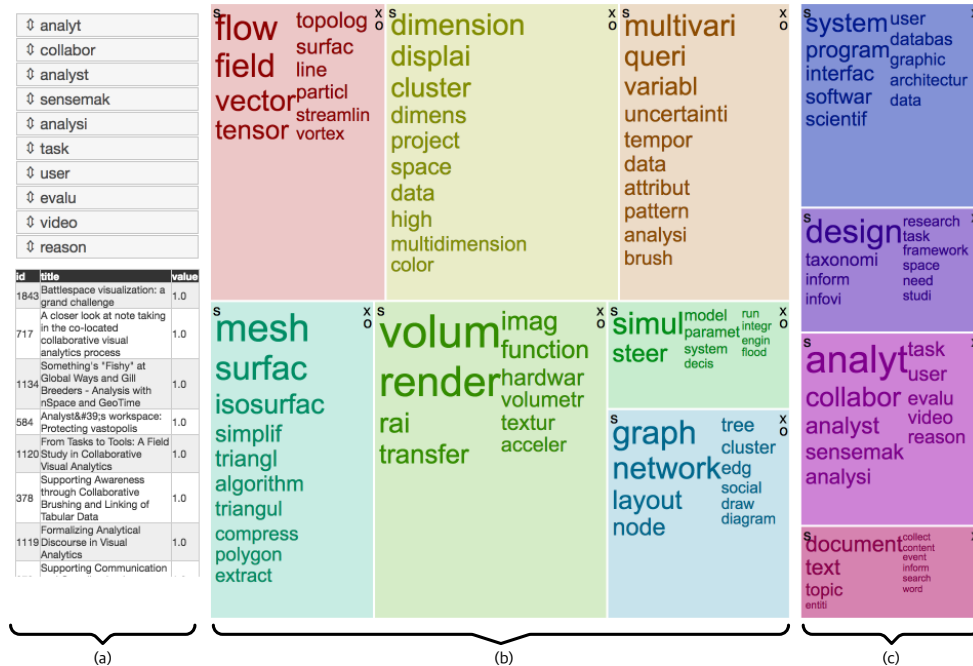 ⇳ analyt
⇳ collabor
⇳ analyst
⇳ sensemak
⇳ analysi
⇳ task
⇳ user
⇳ evalu
⇳ video
⇳ reason
id title value
1843 Battlespace visualization: a grand challenge 1.0
717 A closer look at note taking in the co-located collaborative visual analytics process 1.0
1134 Something's "Fishy" at Global Ways and Gill Breeders - Analysis with nSpace and GeoTime 1.0
584 Analyst&#39;s workspace: Protecting vastopolis 1.0
1120 From Tasks to Tools: A Field Study in Collaborative Visual Analytics 1.0
378 Supporting Awareness through Collaborative Brushing and Linking of Tabular Data 1.0
1119 Formalizing Analytical Discourse in Visual Analytics 1.0
Supporting Communication
(a)
S X
O
flow
field
vector
tensor
topolog
surfac
line
particl
streamlin
vortex
S X
O
dimension
displai
cluster
dimens
project
space
data
high
multidimension
color
S X
O
multivari
queri
variabl
uncertainti
tempor
data
attribut
pattern
analysi
brush
S X
O
mesh
surfac
isosurfac
simplif
triangl
algorithm
triangul
compress
polygon
extract
S X
O
volum
render
rai
transfer
imag
function
hardwar
volumetr
textur
acceler
S X
O
simul
steer
model
paramet
system
decis
run
integr
engin
flood
S X
O
graph
network
layout
node
tree
cluster
edg
social
draw
diagram
(b)
S
system
program
interfac
softwar
scientif
user
databas
graphic
architectur
data
S
design
taxonomi
inform
infovi
research
task
framework
space
need
studi
S
analyt
collabor
analyst
sensemak
analysi
task
user
evalu
video
reason
S
document
text
topic
entiti
collect
content
event
inform
search
word
(c)